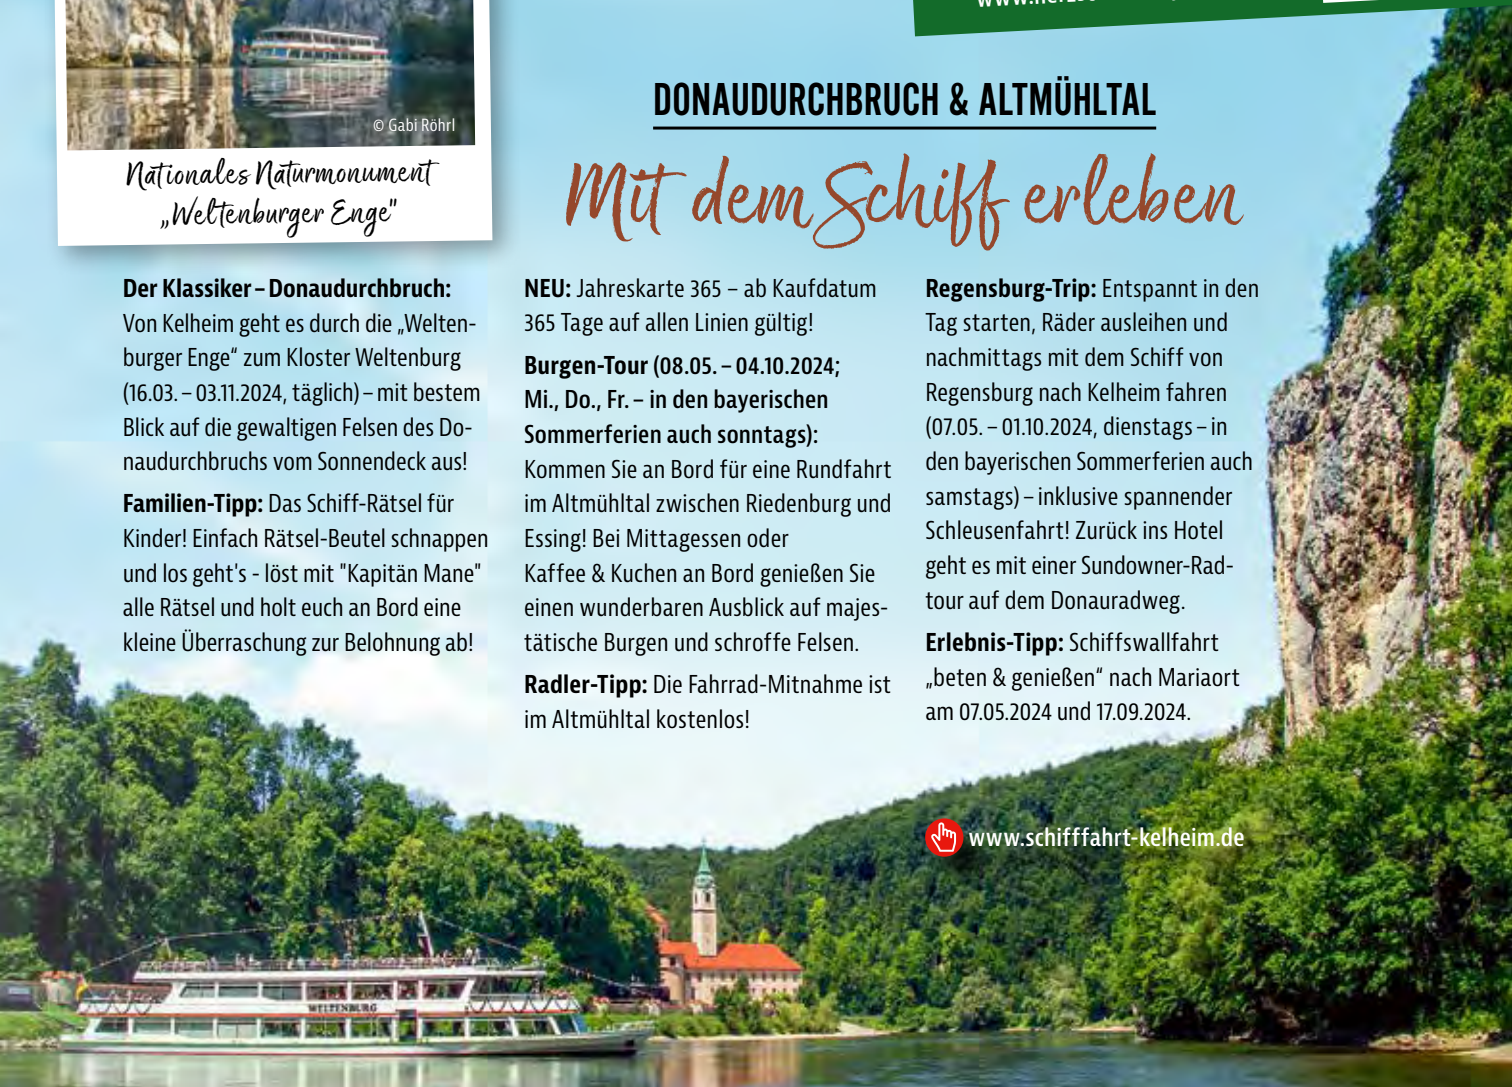 © Gabi Röhrl
Nationales Naturmonument
„Weltenburger Enge"
DONAUDURCHBRUCH & ALTMÜHLTAL
Mit dem Schiff erleben
Der Klassiker – Donaudurchbruch:
Von Kelheim geht es durch die „Welten-
burger Enge“ zum Kloster Weltenburg
(16.03. – 03.11.2024, täglich) – mit bestem
Blick auf die gewaltigen Felsen des Do-
naudurchbruchs vom Sonnendeck aus!
Familien-Tipp: Das Schiff-Rätsel für
Kinder! Einfach Rätsel-Beutel schnappen
und los geht's - löst mit "Kapitän Mane"
alle Rätsel und holt euch an Bord eine
kleine Überraschung zur Belohnung ab!
NEU: Jahreskarte 365 – ab Kaufdatum
365 Tage auf allen Linien gültig!
Burgen-Tour (08.05. – 04.10.2024;
Mi., Do., Fr. – in den bayerischen
Sommerferien auch sonntags):
Kommen Sie an Bord für eine Rundfahrt
im Altmühltal zwischen Riedenburg und
Essing! Bei Mittagessen oder
Kaffee & Kuchen an Bord genießen Sie
einen wunderbaren Ausblick auf majes-
tätische Burgen und schroffe Felsen.
Radler-Tipp: Die Fahrrad-Mitnahme ist
im Altmühltal kostenlos!
Regensburg-Trip: Entspannt in den
Tag starten, Räder ausleihen und
nachmittags mit dem Schiff von
Regensburg nach Kelheim fahren
(07.05. – 01.10.2024, dienstags – in
den bayerischen Sommerferien auch
samstags) – inklusive spannender
Schleusenfahrt! Zurück ins Hotel
geht es mit einer Sundowner-Rad-
tour auf dem Donauradweg.
Erlebnis-Tipp: Schiffswallfahrt
„beten & genießen“ nach Mariaort
am 07.05.2024 und 17.09.2024.
www.schifffahrt-kelheim.de
WELTENBURG